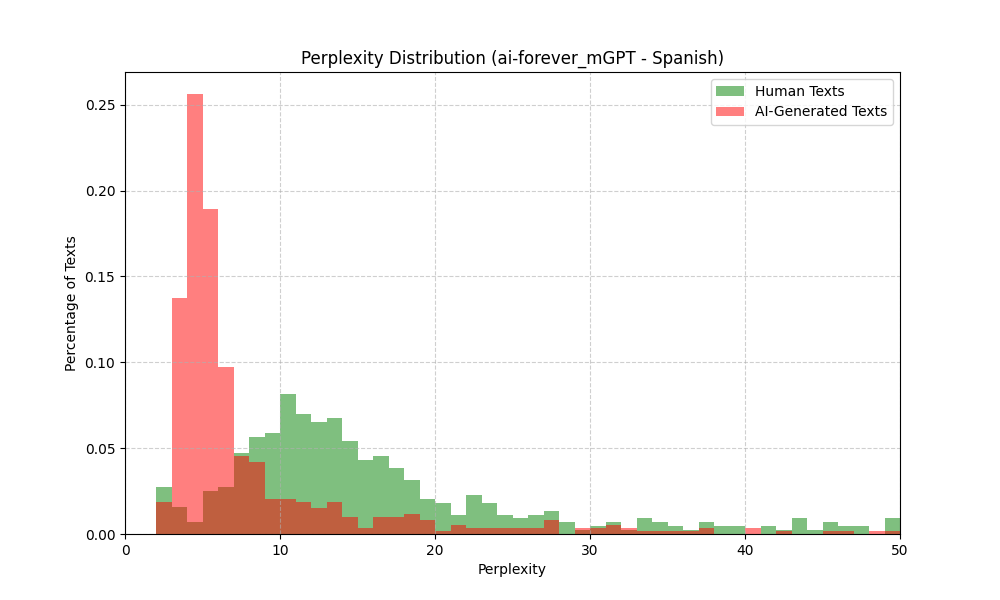 Perplexity Distribution (ai-forever_mGPT - Spanish)
Human Texts
AI-Generated Texts
Percentage of Texts
0.25
0.20
0.15
0.10
0.05
0.00
0 10 20 30 40 50
Perplexity